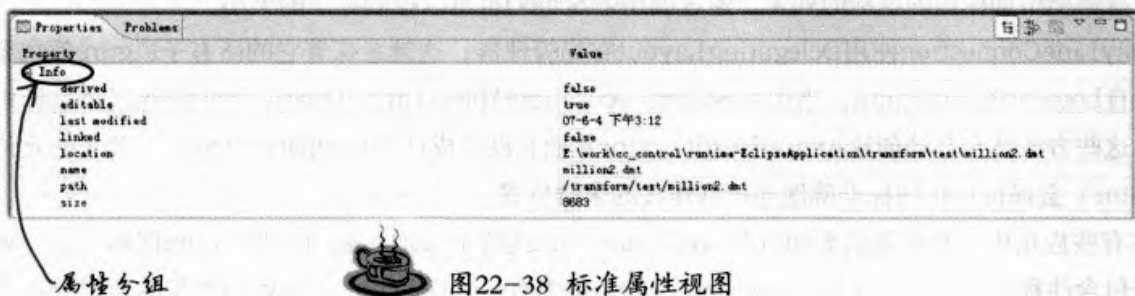 Properties Problems
Property Value
Info
derived false
editable true
last modified 07-6-4 下午3:12
linked false
location E:\work\cc_control\runtime-EclipseApplication\transform\test\million2.dmt
name million2.dmt
path /transform/test/million2.dmt
size 8683
属性分组
图22-38 标准属性视图